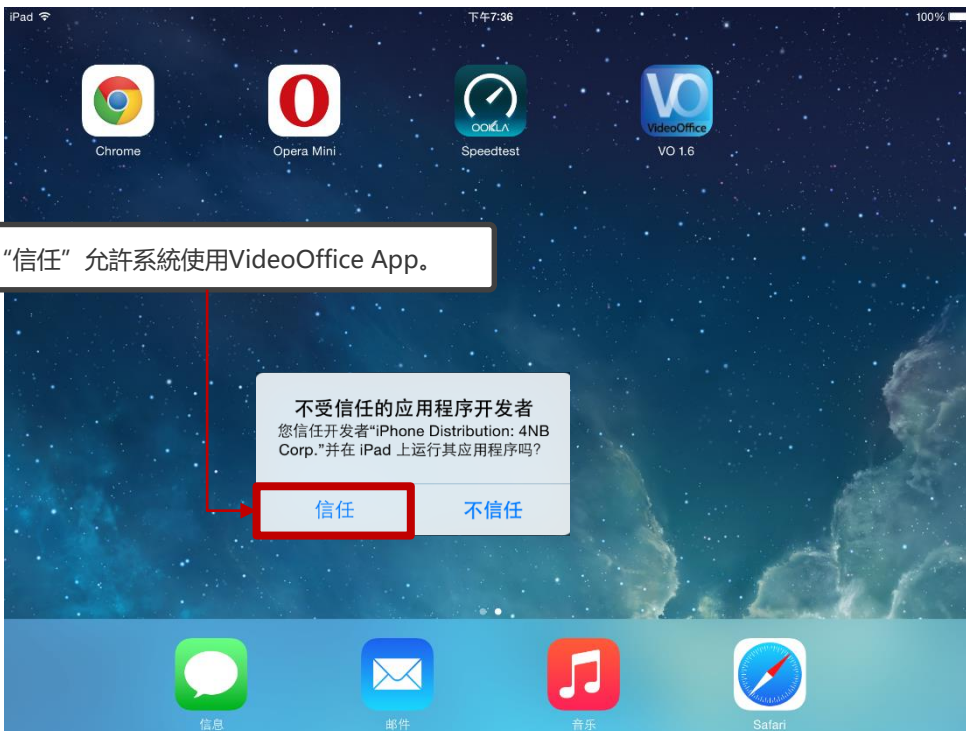 iPad
下午7:36
100%
OOKLA
VO
VideoOffice
Chrome
Opera Mini
Speedtest
VO 1.6
“信任”允許系統使用VideoOffice App。
不受信任的应用程序开发者
您信任开发者“iPhone Distribution: 4NB
Corp.”并在 iPad 上运行其应用程序吗？
信任
不信任
信息
邮件
音乐
Safari